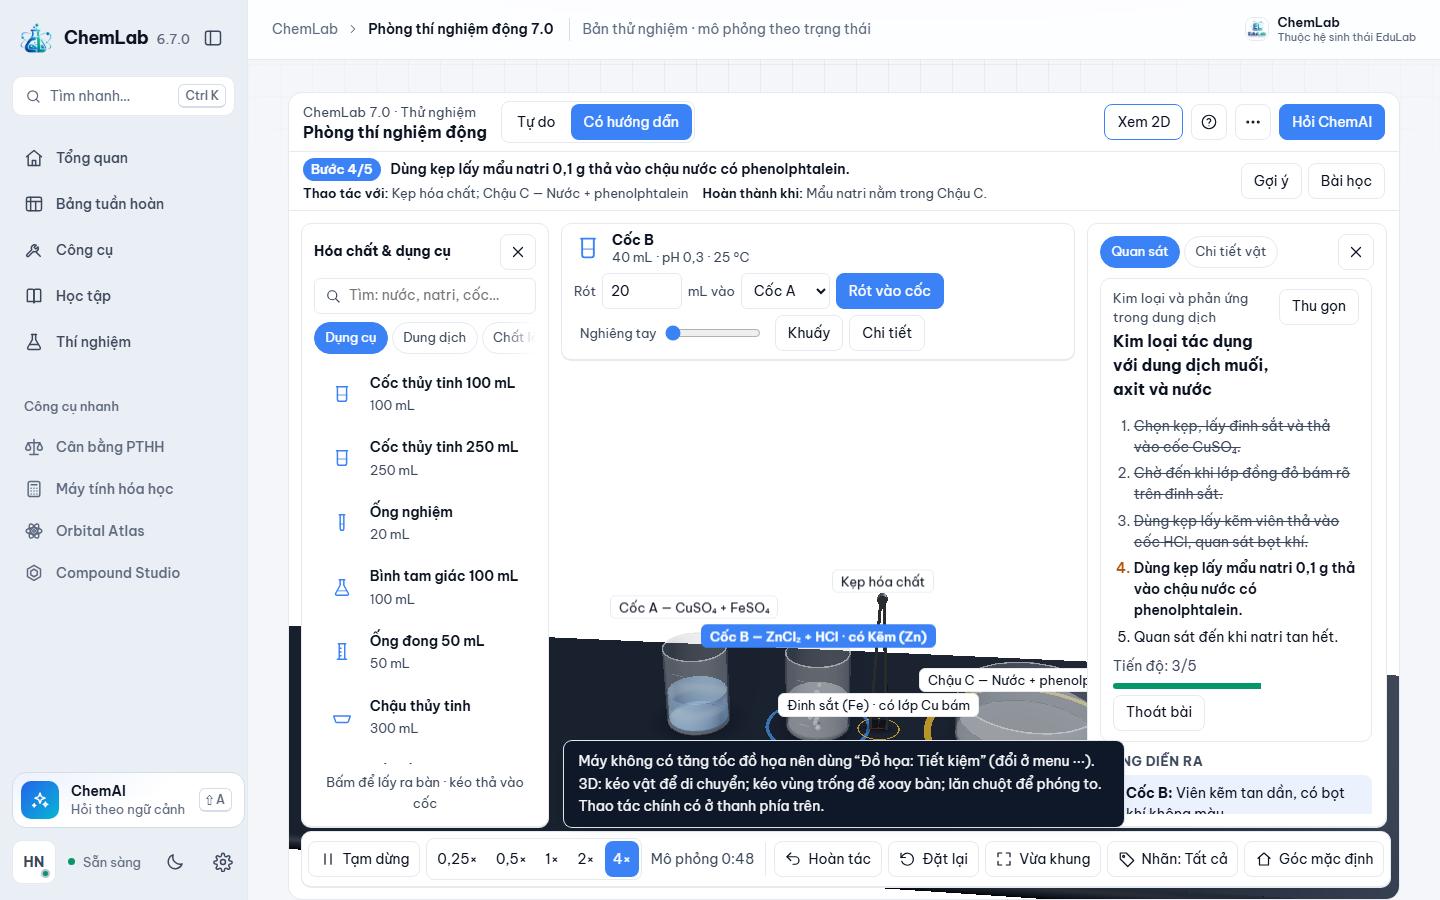 ChemLab 6.7.0
Tìm nhanh... Ctrl K
Tổng quan
Bảng tuần hoàn
Công cụ
Học tập
Thí nghiệm
Công cụ nhanh
Cân bằng PTHH
Máy tính hóa học
Orbital Atlas
Compound Studio
ChemAI
Hỏi theo ngữ cảnh
⇧ A
HN
Sẵn sàng
ChemLab > Phòng thí nghiệm động 7.0
Bản thử nghiệm · mô phỏng theo trạng thái
ChemLab
Thuộc hệ sinh thái EduLab
ChemLab 7.0 · Thử nghiệm
Phòng thí nghiệm động
Tự do
Có hướng dẫn
Xem 2D
Hỏi ChemAI
Bước 4/5 Dùng kẹp lấy mẩu natri 0,1 g thả vào chậu nước có phenolphtalein.
Thao tác với: Kẹp hóa chất; Chậu C — Nước + phenolphtalein Hoàn thành khi: Mẩu natri nằm trong Chậu C.
Gợi ý
Bài học
Hóa chất & dụng cụ
Tìm: nước, natri, cốc...
Dụng cụ
Dung dịch
Chất
Cốc thủy tinh 100 mL
100 mL
Cốc thủy tinh 250 mL
250 mL
Ống nghiệm
20 mL
Bình tam giác 100 mL
100 mL
Ống đong 50 mL
50 mL
Chậu thủy tinh
300 mL
Bấm để lấy ra bàn · kéo thả vào
cốc
Cốc B
40 mL · pH 0,3 · 25 °C
Rót 20 mL vào Cốc A Rót vào cốc
Nghiêng tay
Khuấy
Chi tiết
Kẹp hóa chất
Cốc A — CuSO₄ + FeSO₄
Cốc B — ZnCl₂ + HCl · có Kẽm (Zn)
Chậu C — Nước + phenolp
Đinh sắt (Fe) · có lớp Cu bám
Máy không có tăng tốc đồ họa nên dùng “Đồ họa: Tiết kiệm” (đổi ở menu ···).
3D: kéo vật để di chuyển; kéo vùng trống để xoay bàn; lăn chuột để phóng to.
Thao tác chính có ở thanh phía trên.
Quan sát
Chi tiết vật
Kim loại và phản ứng
trong dung dịch
Thu gọn
Kim loại tác dụng
với dung dịch muối,
axit và nước
1. Chọn kẹp, lấy đinh sắt và thả
vào cốc CuSO₄.
2. Chờ đến khi lớp đồng đỏ bám rõ
trên đinh sắt.
3. Dùng kẹp lấy kẽm viên thả vào
cốc HCl, quan sát bọt khí.
4. Dùng kẹp lấy mẩu natri 0,1 g thả
vào chậu nước có
phenolphtalein.
5. Quan sát đến khi natri tan hết.
Tiến độ: 3/5
Thoát bài
NG DIỄN RA
Cốc B: Viên kẽm tan dần, có bọt
khí không màu
Tạm dừng
0,25×
0,5×
1×
2×
4×
Mô phỏng 0:48
Hoàn tác
Đặt lại
Vừa khung
Nhãn: Tất cả
Góc mặc định